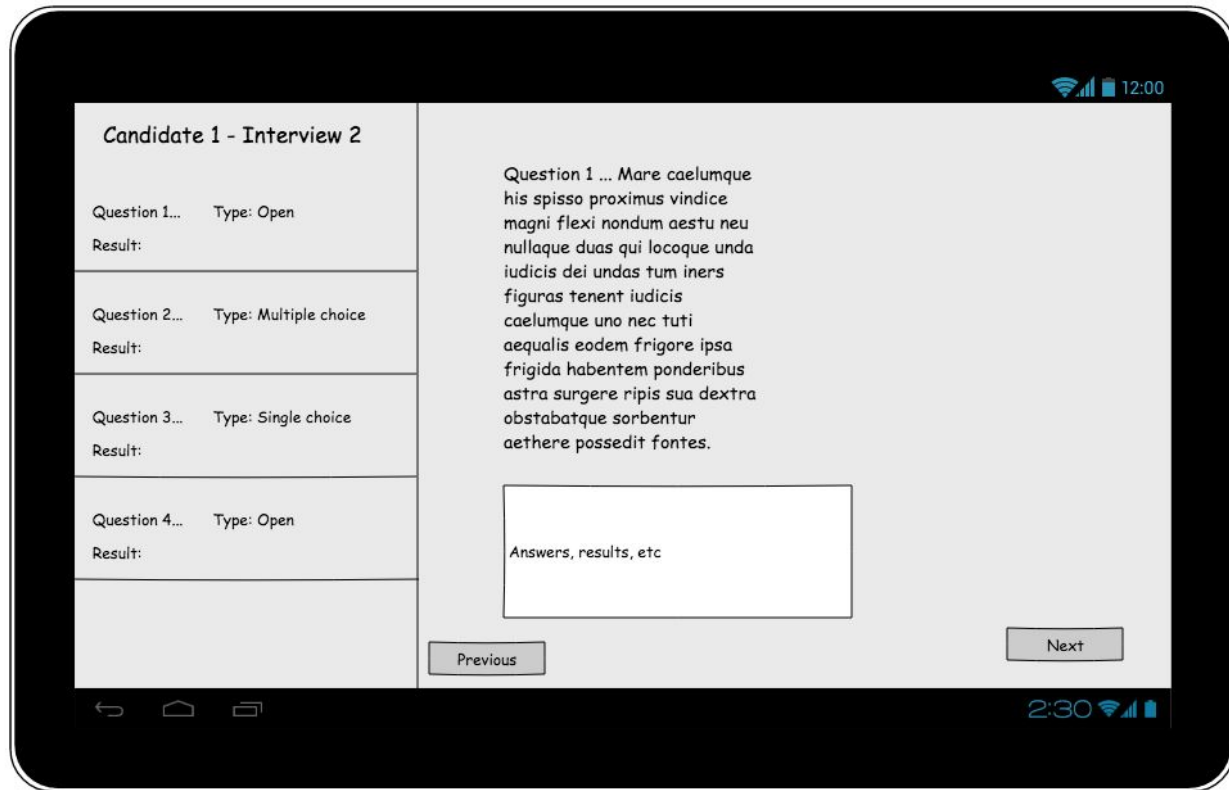 12:00
Candidate 1 - Interview 2
Question 1... Type: Open
Result:
Question 2... Type: Multiple choice
Result:
Question 3... Type: Single choice
Result:
Question 4... Type: Open
Result:
Question 1 ... Mare caelumque
his spisso proximus vindice
magni flexi nondum aestu neu
nullaque duas qui locoque unda
iudicis dei undas tum iners
figuras tenent iudicis
caelumque uno nec tuti
aequalis eodem frigore ipsa
frigida habentem ponderibus
astra surgere ripis sua dextra
obstabatque sorbentur
aethere possedit fontes.
Answers, results, etc
Previous
Next
2:30